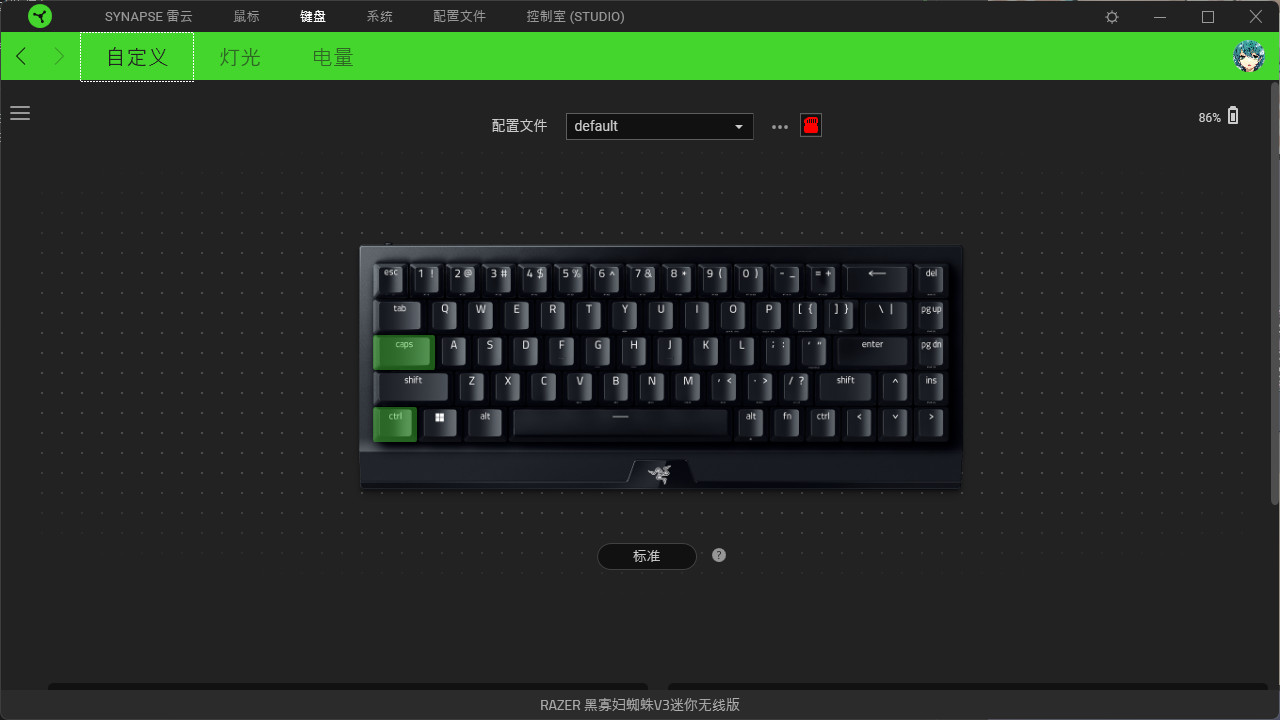 SYNAPSE 雷云 鼠标 键盘 系统 配置文件 控制室 (STUDIO)
自定义 灯光 电量
配置文件 default 86%
esc 1 ! 2 @ 3 # 4 $ 5 % 6 ^ 7 & 8 * 9 ( 0 ) - _ = + ← del
tab Q W E R T Y U I O P [ { ] } \ | pg up
caps A S D F G H J K L ; : ' " enter pg dn
shift Z X C V B N M , < . > / ? shift ^ ins
ctrl alt alt fn ctrl < v >
标准 ?
RAZER 黑寡妇蜘蛛V3迷你无线版